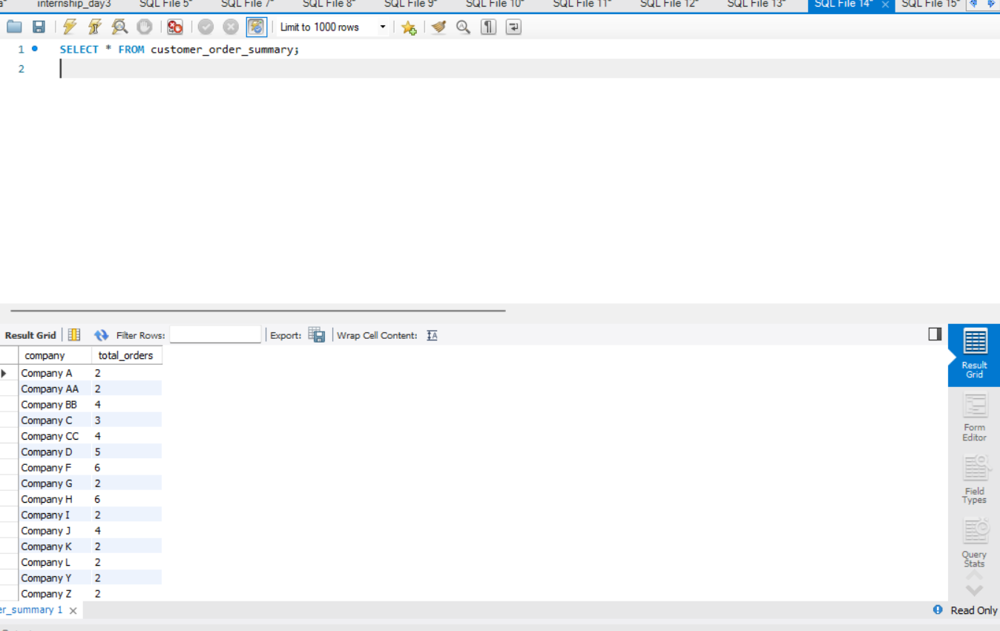 internship_day3 SQL File 5* SQL File 7* SQL File 8* SQL File 9* SQL File 10* SQL File 11* SQL File 12* SQL File 13* SQL File 14* SQL File 15*
Limit to 1000 rows
1 SELECT * FROM customer_order_summary;
2
Result Grid Filter Rows: Export: Wrap Cell Content:
company total_orders
Company A 2
Company AA 2
Company BB 4
Company C 3
Company CC 4
Company D 5
Company F 6
Company G 2
Company H 6
Company I 2
Company J 4
Company K 2
Company L 2
Company Y 2
Company Z 2
Result
Grid
Form
Editor
Field
Types
Query
Stats
er_summary 1
Read Only